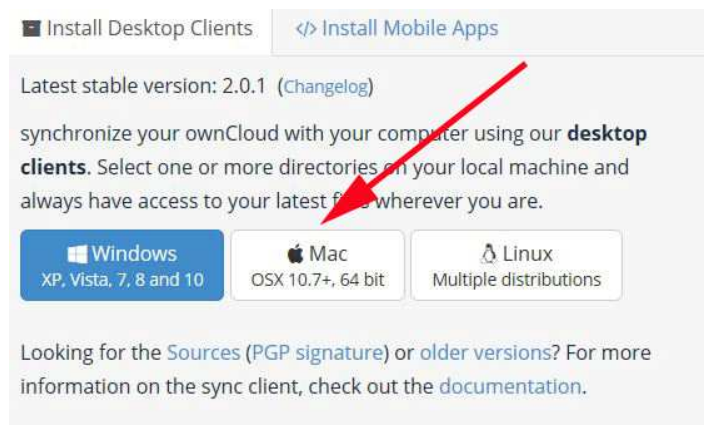 Install Desktop Clients </> Install Mobile Apps
Latest stable version: 2.0.1 (Changelog)
synchronize your ownCloud with your computer using our desktop
clients. Select one or more directories on your local machine and
always have access to your latest files wherever you are.
Windows Mac Linux
XP, Vista, 7, 8 and 10 OSX 10.7+, 64 bit Multiple distributions
Looking for the Sources (PGP signature) or older versions? For more
information on the sync client, check out the documentation.